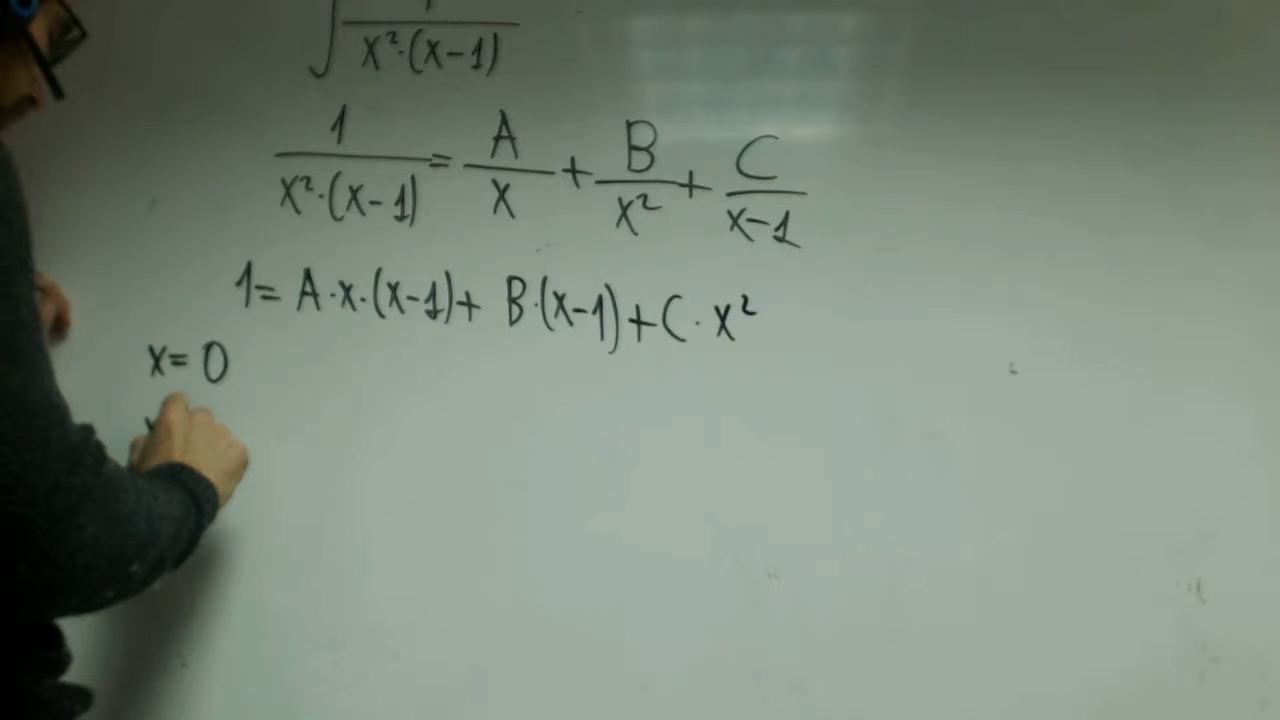 ∫ 1/(x²·(x-1))
1/(x²·(x-1)) = A/x + B/x² + C/(x-1)
1= A·x·(x-1)+ B·(x-1)+C·x²
x= 0